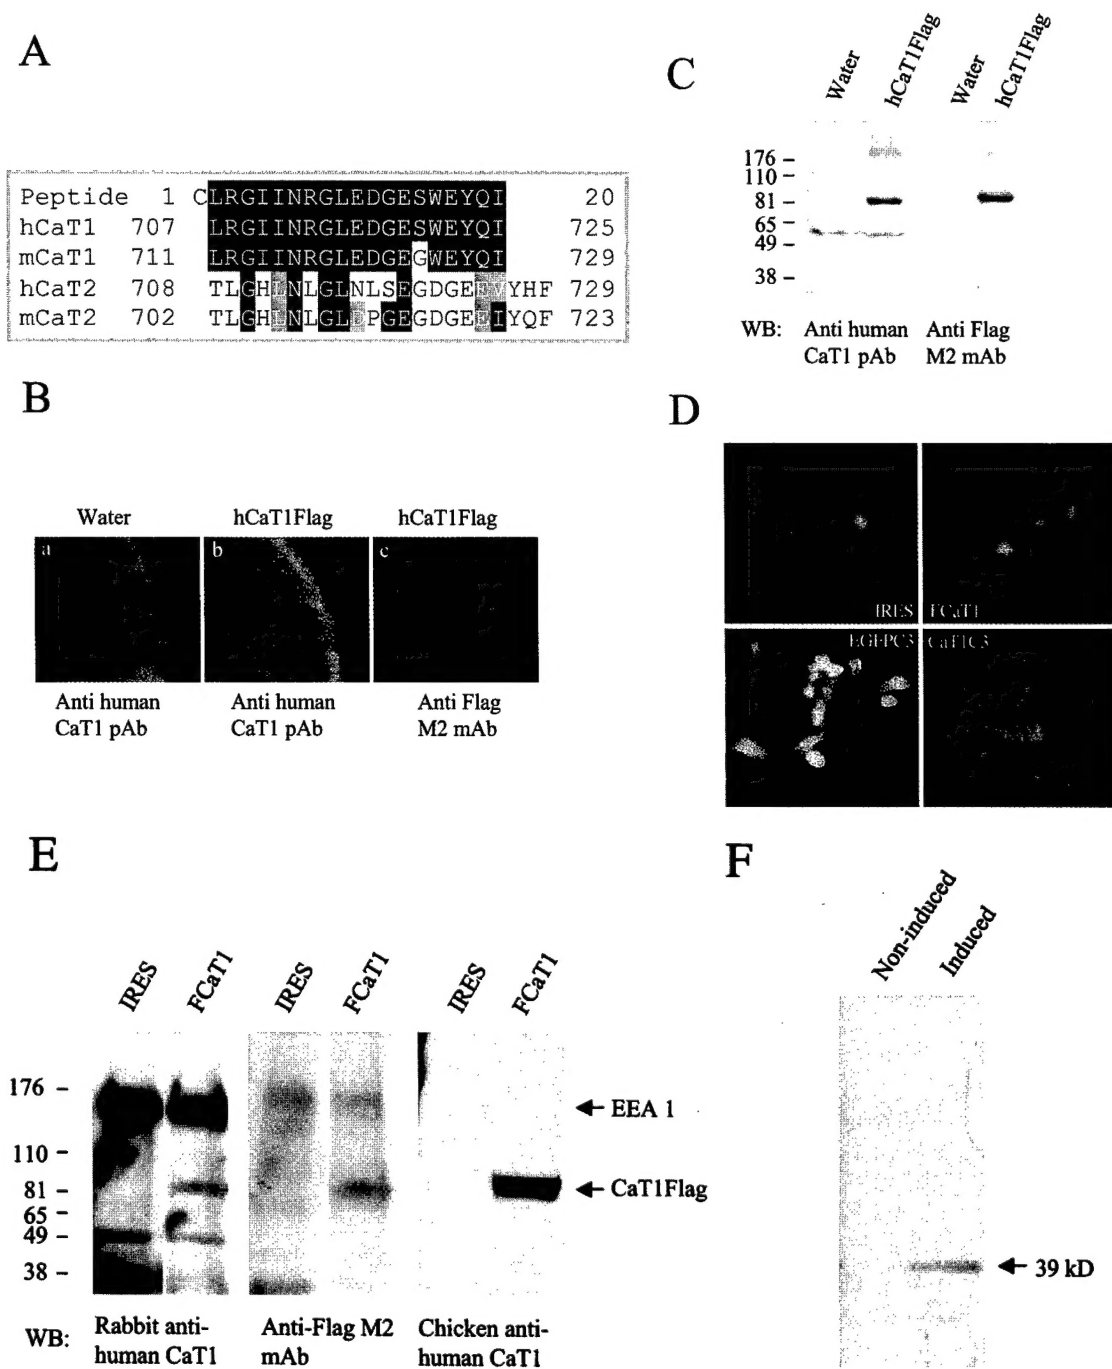 A
Peptide 1 CLRGIINRGLEDGESWEYQI 20
hCaT1 707 LRGIINRGLEDGESWEYQI 725
mCaT1 711 LRGIINRGLEDGEGWEYQI 729
hCaT2 708 TLGHLNLGLNLSEGDGEEVYHF 729
mCaT2 702 TLGHLNLGLEPGEGDGEEIYQF 723
B
Water hCaT1Flag hCaT1Flag
a b c
Anti human Anti human Anti Flag
CaT1 pAb CaT1 pAb M2 mAb
C
Water hCaT1Flag Water hCaT1Flag
176 –
110 –
81 –
65 –
49 –
38 –
WB: Anti human Anti Flag
CaT1 pAb M2 mAb
D
IRES FCaT1
EGFPC3 CaT1C3
E
IRES FCaT1 IRES FCaT1 IRES FCaT1
176 –
EEA 1
110 –
81 – CaT1Flag
65 –
49 –
38 –
WB: Rabbit anti- Anti-Flag M2 Chicken anti-
human CaT1 mAb human CaT1
F
Non-induced Induced
39 kD